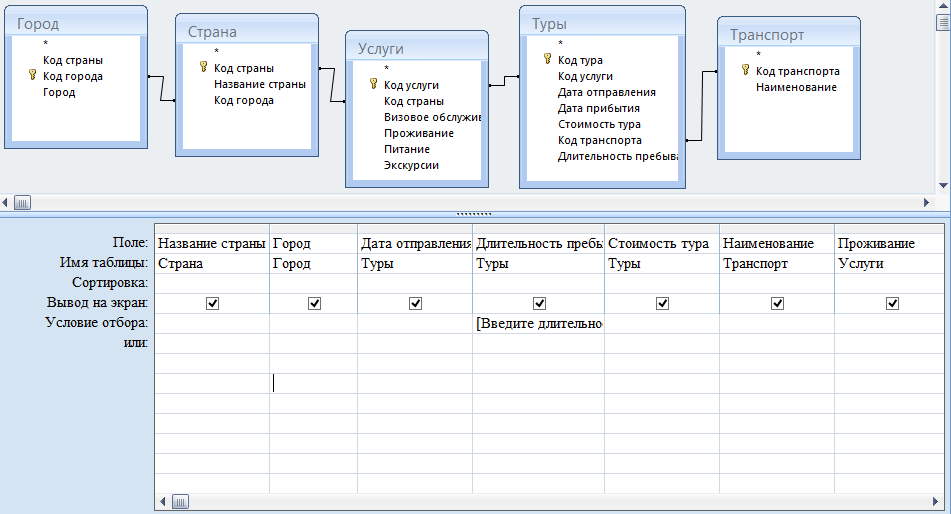 Город
*
Код страны
Код города
Город
Страна
*
Код страны
Название страны
Код города
Услуги
*
Код услуги
Код страны
Визовое обслужив
Проживание
Питание
Экскурсии
Туры
*
Код тура
Код услуги
Дата отправления
Дата прибытия
Стоимость тура
Код транспорта
Длительность пребыва
Транспорт
*
Код транспорта
Наименование
Поле: Название страны Город Дата отправления Длительность пребы Стоимость тура Наименование Проживание
Имя таблицы: Страна Город Туры Туры Туры Транспорт Услуги
Сортировка:
Вывод на экран:
Условие отбора: [Введите длительно
или: